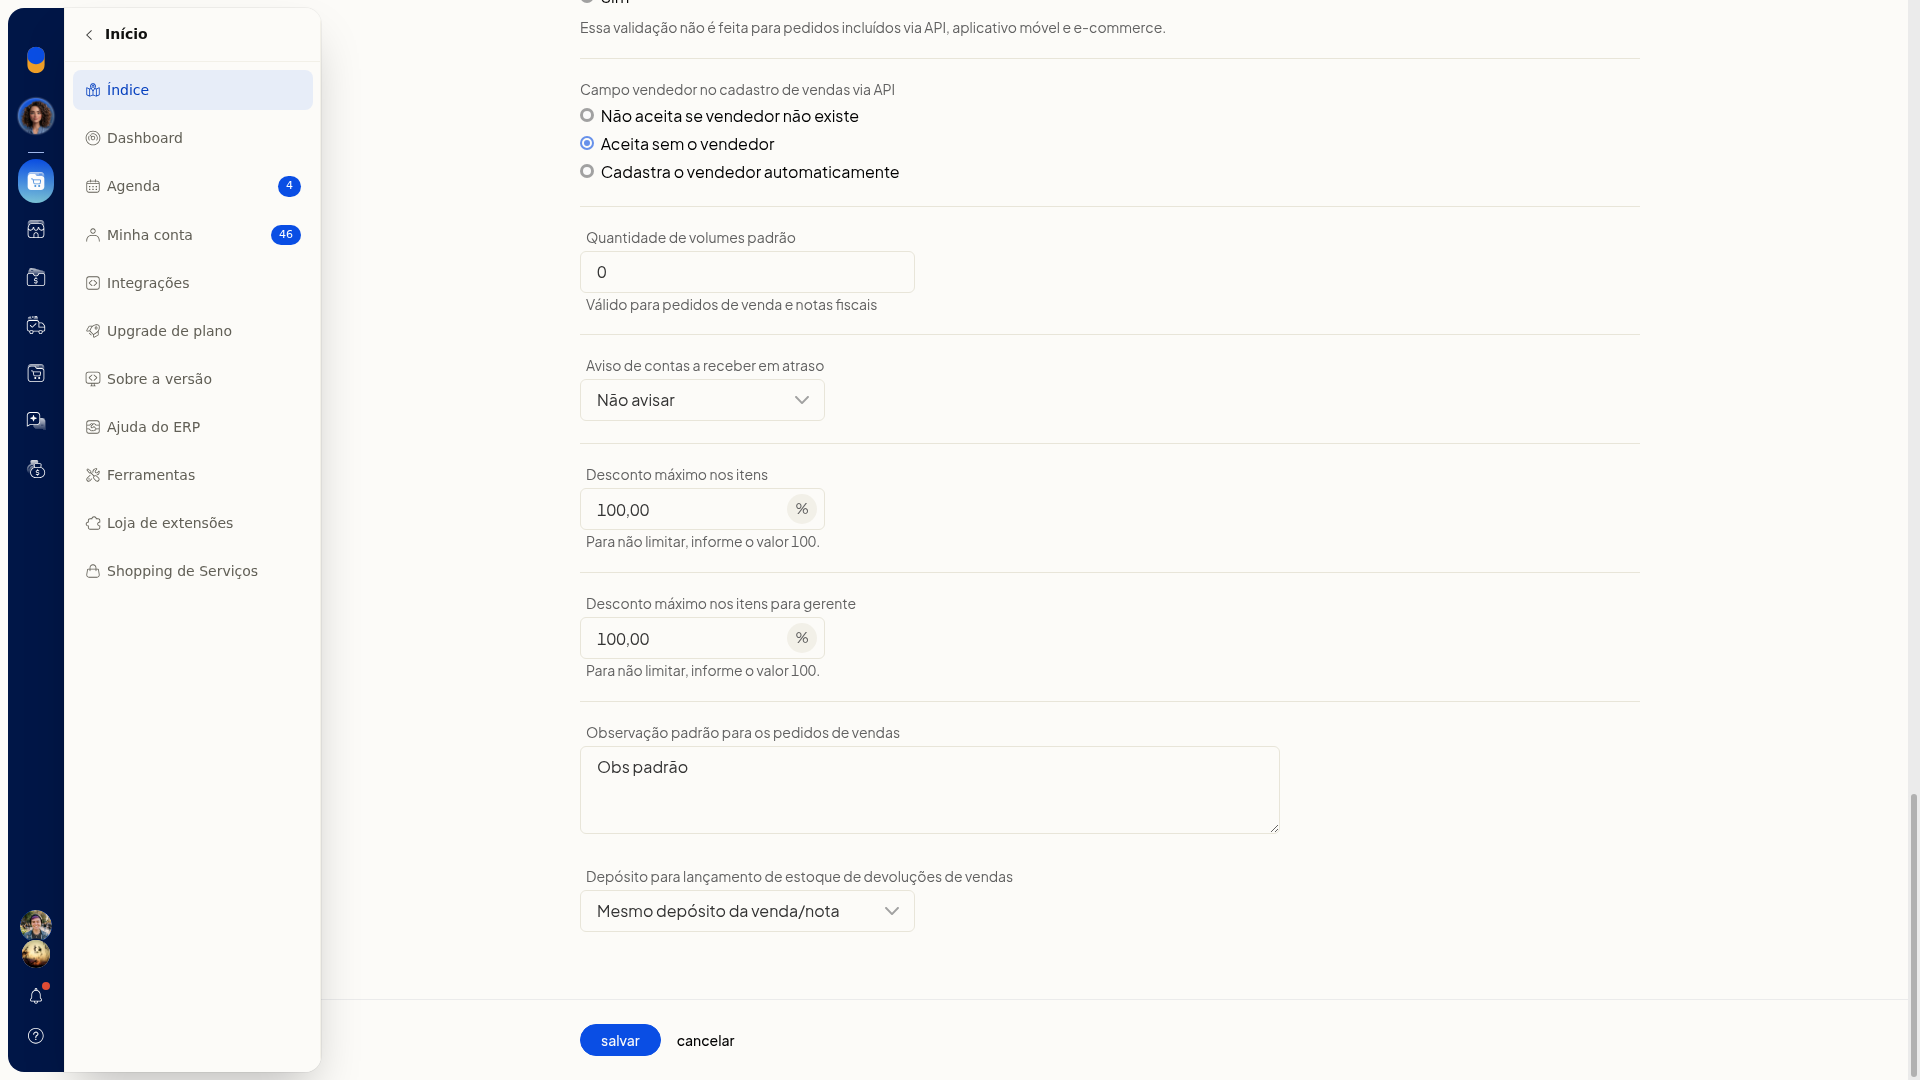 Início
Índice
Dashboard
Agenda 4
Minha conta 46
Integrações
Upgrade de plano
Sobre a versão
Ajuda do ERP
Ferramentas
Loja de extensões
Shopping de Serviços
Essa validação não é feita para pedidos incluídos via API, aplicativo móvel e e-commerce.
Campo vendedor no cadastro de vendas via API
Não aceita se vendedor não existe
Aceita sem o vendedor
Cadastra o vendedor automaticamente
Quantidade de volumes padrão
0
Válido para pedidos de venda e notas fiscais
Aviso de contas a receber em atraso
Não avisar
Desconto máximo nos itens
100,00 %
Para não limitar, informe o valor 100.
Desconto máximo nos itens para gerente
100,00 %
Para não limitar, informe o valor 100.
Observação padrão para os pedidos de vendas
Obs padrão
Depósito para lançamento de estoque de devoluções de vendas
Mesmo depósito da venda/nota
salvar cancelar